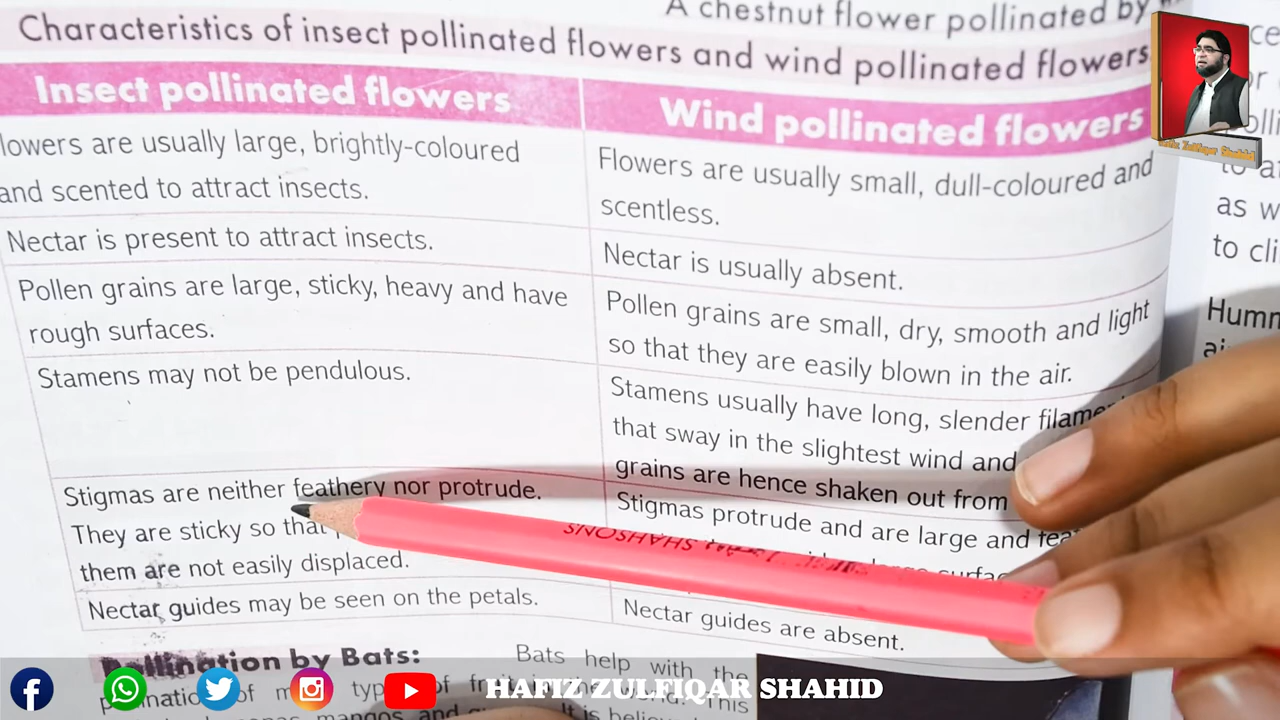 A chestnut flower pollinated by
Characteristics of insect pollinated flowers and wind pollinated flowers.
Insect pollinated flowers
lowers are usually large, brightly-coloured
and scented to attract insects.
Nectar is present to attract insects.
Pollen grains are large, sticky, heavy and have
rough surfaces.
Stamens may not be pendulous.
Stigmas are neither feathery nor protrude.
They are sticky so that
them are not easily displaced.
Nectar guides may be seen on the petals.
Wind pollinated flowers
Flowers are usually small, dull-coloured and
scentless.
Nectar is usually absent.
Pollen grains are small, dry, smooth and light
so that they are easily blown in the air.
Stamens usually have long, slender filame
that sway in the slightest wind and
grains are hence shaken out from
Stigmas protrude and are large and fea
surfac
Nectar guides are absent.
Pollination by Bats:
Bats help with the
of
of
This
mangos and
It is
as w
to cli
Humm
SHAHSONS
HAFIZ ZULFIQAR SHAHID